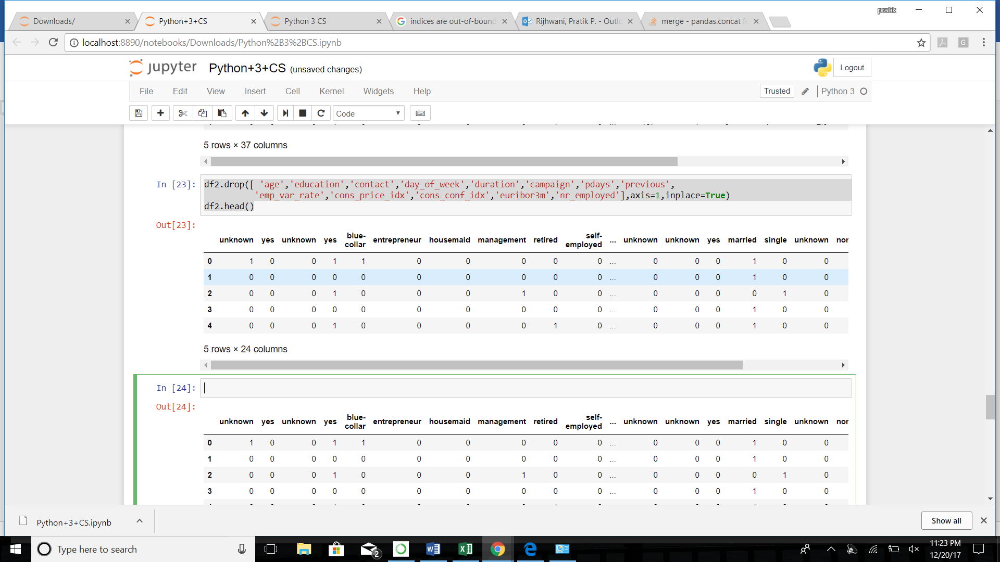 pratik
Downloads/
Python+3+CS
Python 3 CS
indices are out-of-bound
Rijhwani, Pratik P. - Outlo
merge - pandas.concat fo
localhost:8890/notebooks/Downloads/Python%2B3%2BCS.ipynb
jupyter Python+3+CS (unsaved changes)
Logout
File Edit View Insert Cell Kernel Widgets Help
Trusted
Python 3
Code
5 rows × 37 columns
In [23]: df2.drop([ 'age','education','contact','day_of_week','duration','campaign','pdays','previous',
'emp_var_rate','cons_price_idx','cons_conf_idx','euribor3m','nr_employed'],axis=1,inplace=True)
df2.head()
Out[23]:
unknown yes unknown yes blue-collar entrepreneur housemaid management retired self-employed ... unknown unknown yes married single unknown nor
0 1 0 0 1 1 0 0 0 0 0 ... 0 0 0 1 0 0
1 0 0 0 0 0 0 0 0 0 0 ... 0 0 0 1 0 0
2 0 0 0 1 0 0 0 1 0 0 ... 0 0 0 0 1 0
3 0 0 0 0 0 0 0 0 0 0 ... 0 0 0 1 0 0
4 0 0 0 1 0 0 0 0 1 0 ... 0 0 0 1 0 0
5 rows × 24 columns
In [24]:
Out[24]:
unknown yes unknown yes blue-collar entrepreneur housemaid management retired self-employed ... unknown unknown yes married single unknown nor
0 1 0 0 1 1 0 0 0 0 0 ... 0 0 0 1 0 0
1 0 0 0 0 0 0 0 0 0 0 ... 0 0 0 1 0 0
2 0 0 0 1 0 0 0 1 0 0 ... 0 0 0 0 1 0
3 0 0 0 0 0 0 0 0 0 0 ... 0 0 0 1 0 0
Python+3+CS.ipynb
Show all
Type here to search
2
11:23 PM
12/20/17